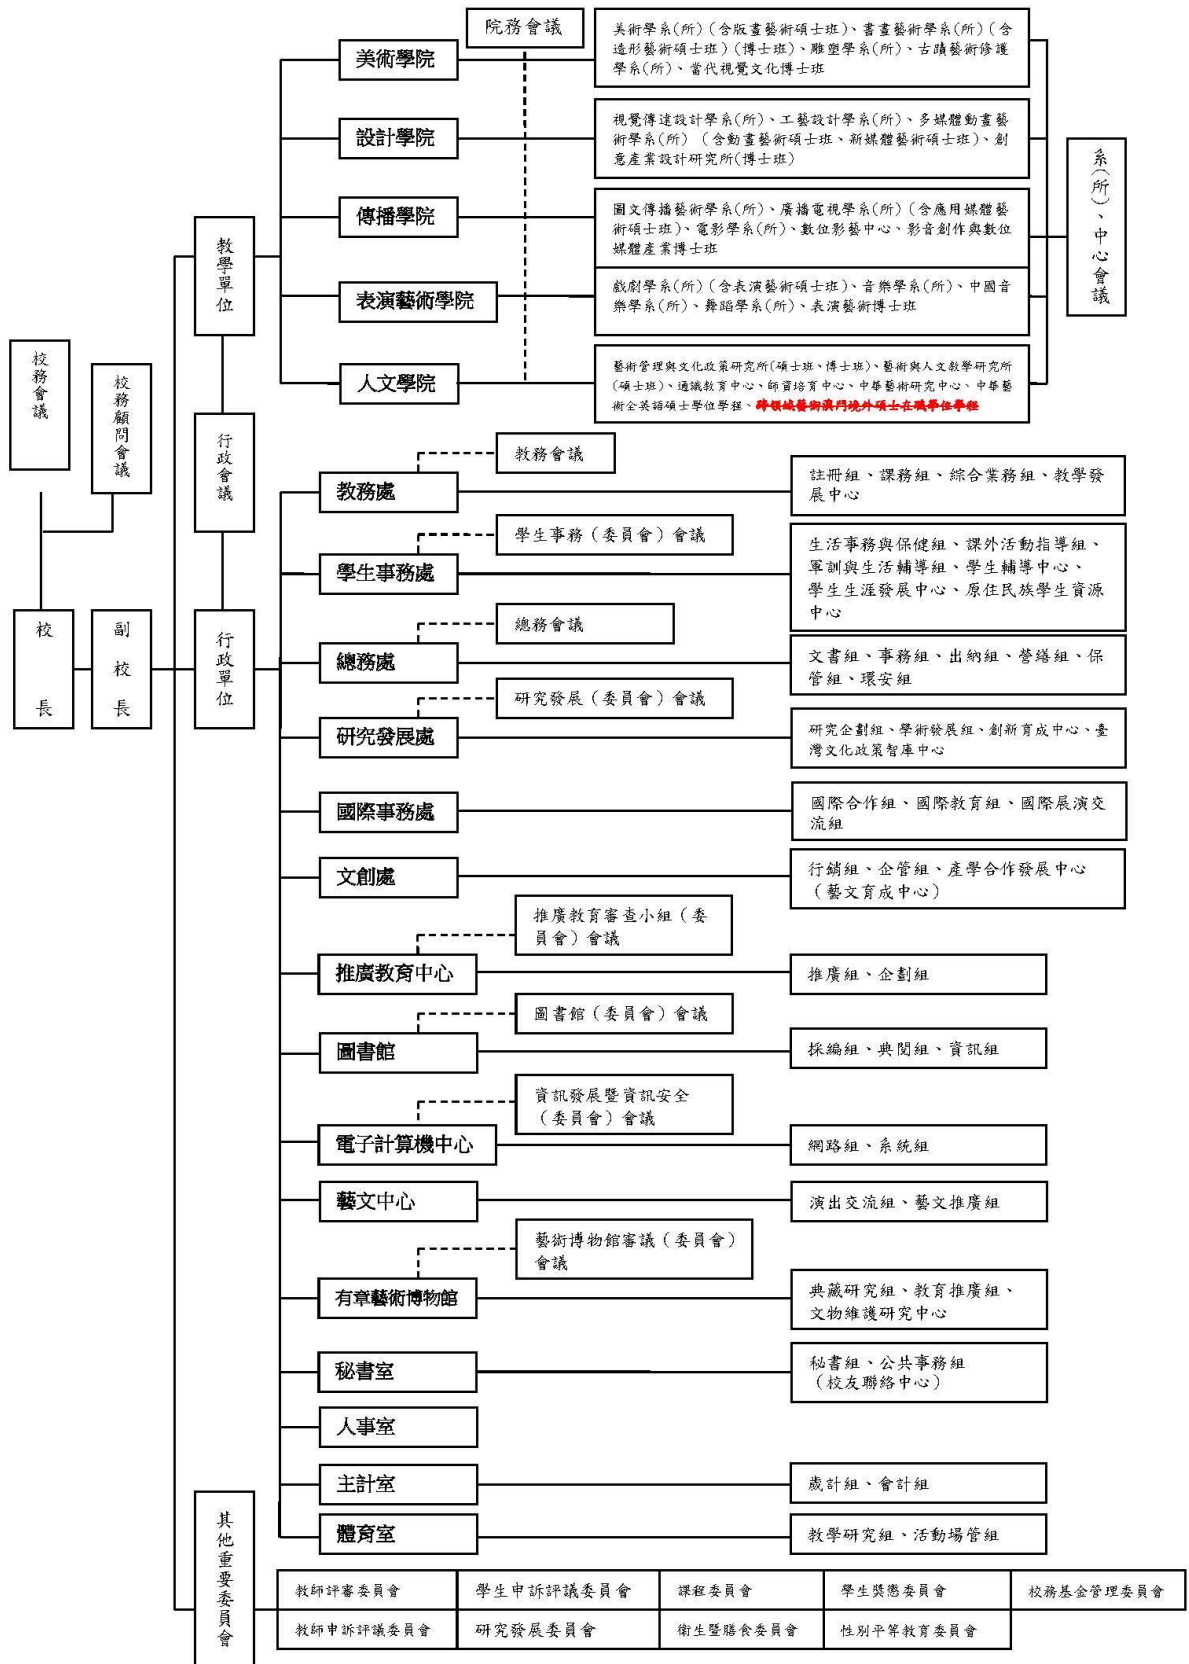 院務會議
美術學院
美術學系(所)(含版畫藝術碩士班)、書畫藝術學系(所)(含
造形藝術碩士班)(博士班)、雕塑學系(所)、古蹟藝術修護
學系(所)、當代視覺文化博士班
設計學院
視覺傳達設計學系(所)、工藝設計學系(所)、多媒體動畫藝
術學系(所) (含動畫藝術碩士班、新媒體藝術碩士班)、創
意產業設計研究所(博士班)
傳播學院
圖文傳播藝術學系(所)、廣播電視學系(所)(含應用媒體藝
術碩士班)、電影學系(所)、數位影藝中心、影音創作與數位
媒體產業博士班
表演藝術學院
戲劇學系(所)(含表演藝術碩士班)、音樂學系(所)、中國音
樂學系(所)、舞蹈學系(所)、表演藝術博士班
人文學院
藝術管理與文化政策研究所(碩士班、博士班)、藝術與人文教學研究所
(碩士班)、通識教育中心、師資培育中心、中華藝術研究中心、中華藝
術全英語碩士學位學程、跨領域藝術澳門境外碩士在職學位學程
系(所)、中心會議
教學單位
校務會議
校務顧問會議
行政會議
校長
副校長
行政單位
教務會議
教務處
註冊組、課務組、綜合業務組、教學發
展中心
學生事務(委員會)會議
學生事務處
生活事務與保健組、課外活動指導組、
軍訓與生活輔導組、學生輔導中心、
學生生涯發展中心、原住民族學生資源
中心
總務會議
總務處
文書組、事務組、出納組、營繕組、保
管組、環安組
研究發展(委員會)會議
研究發展處
研究企劃組、學術發展組、創新育成中心、臺
灣文化政策智庫中心
國際事務處
國際合作組、國際教育組、國際展演交
流組
文創處
行銷組、企管組、產學合作發展中心
(藝文育成中心)
推廣教育審查小組(委
員會)會議
推廣教育中心
推廣組、企劃組
圖書館(委員會)會議
圖書館
採編組、典閱組、資訊組
資訊發展暨資訊安全
(委員會)會議
電子計算機中心
網路組、系統組
藝文中心
演出交流組、藝文推廣組
藝術博物館審議(委員會)
會議
有章藝術博物館
典藏研究組、教育推廣組、
文物維護研究中心
秘書室
秘書組、公共事務組
(校友聯絡中心)
人事室
主計室
歲計組、會計組
體育室
教學研究組、活動場管組
其他重要委員會
教師評審委員會
學生申訴評議委員會
課程委員會
學生獎懲委員會
校務基金管理委員會
教師申訴評議委員會
研究發展委員會
衛生暨膳食委員會
性別平等教育委員會